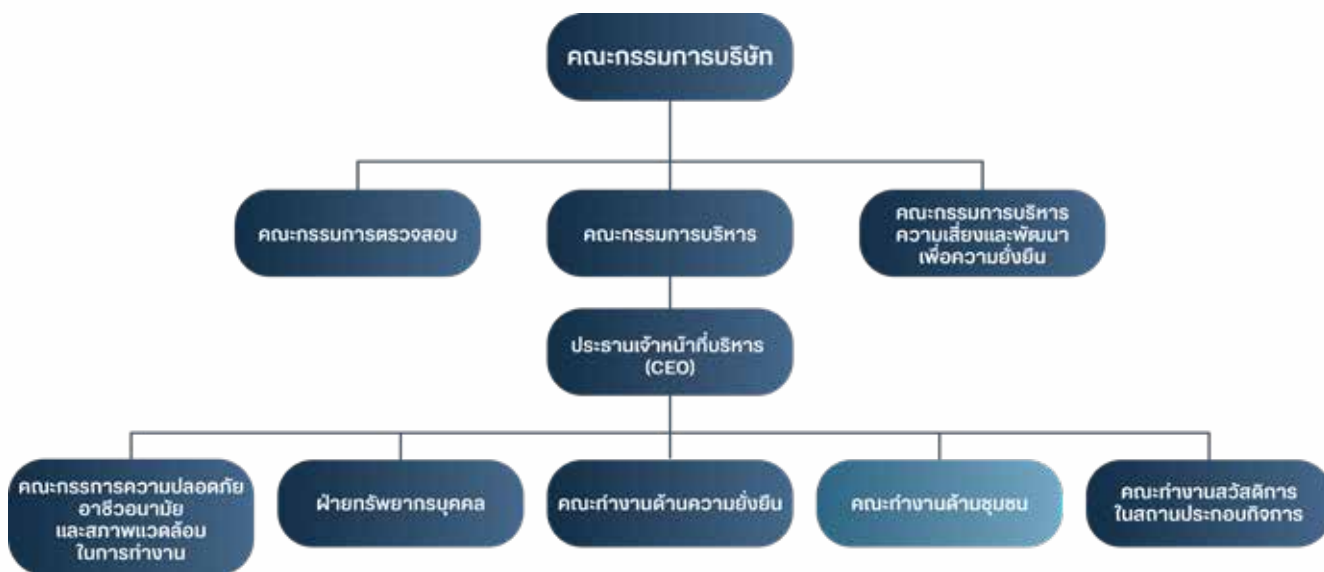 คณะกรรมการบริษัท
คณะกรรมการตรวจสอบ
คณะกรรมการบริหาร
คณะกรรมการบริหาร
ความเสี่ยงและพัฒนา
เพื่อความยั่งยืน
ประธานเจ้าหน้าที่บริหาร
(CEO)
คณะกรรการความปลอดภัย
อาชีวอนามัย
และสภาพแวดล้อม
ในการทำงาน
ฝ่ายทรัพยากรบุคคล
คณะทำงานด้านความยั่งยืน
คณะทำงานด้านชุมชน
คณะทำงานสวัสดิการ
ในสถานประกอบกิจการ